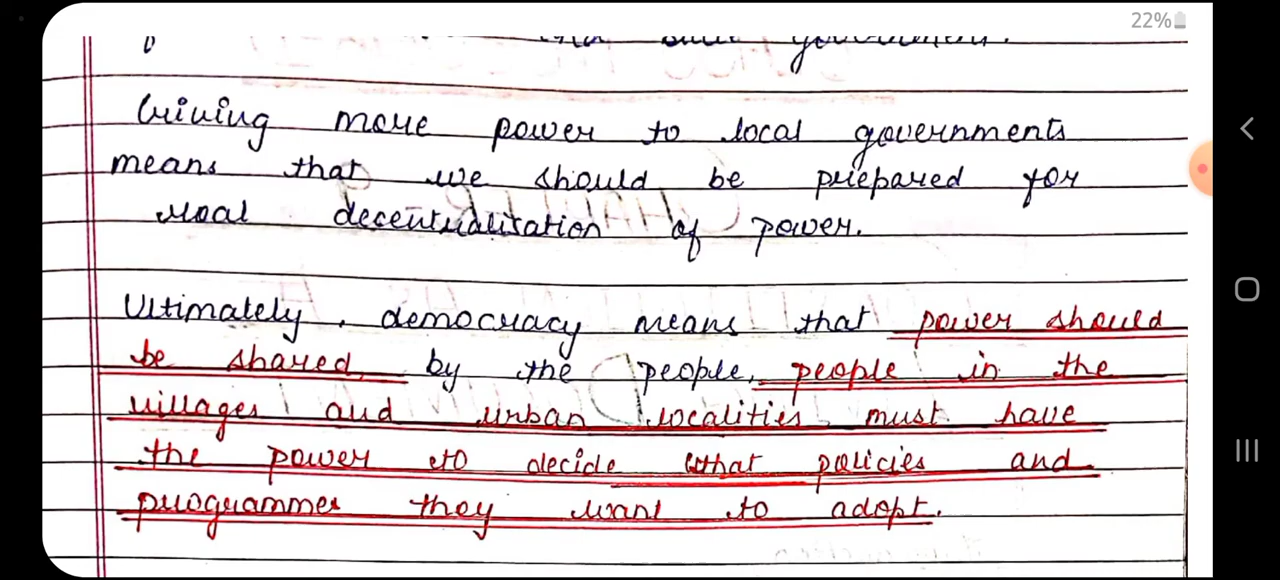 22%
government.
Giving more power to local governments
means that we should be prepared for
real decentralisation of power.
Ultimately, democracy means that power should
be shared by the people, people in the
villages and urban localities must have
the power to decide what policies and
programmes they want to adopt.